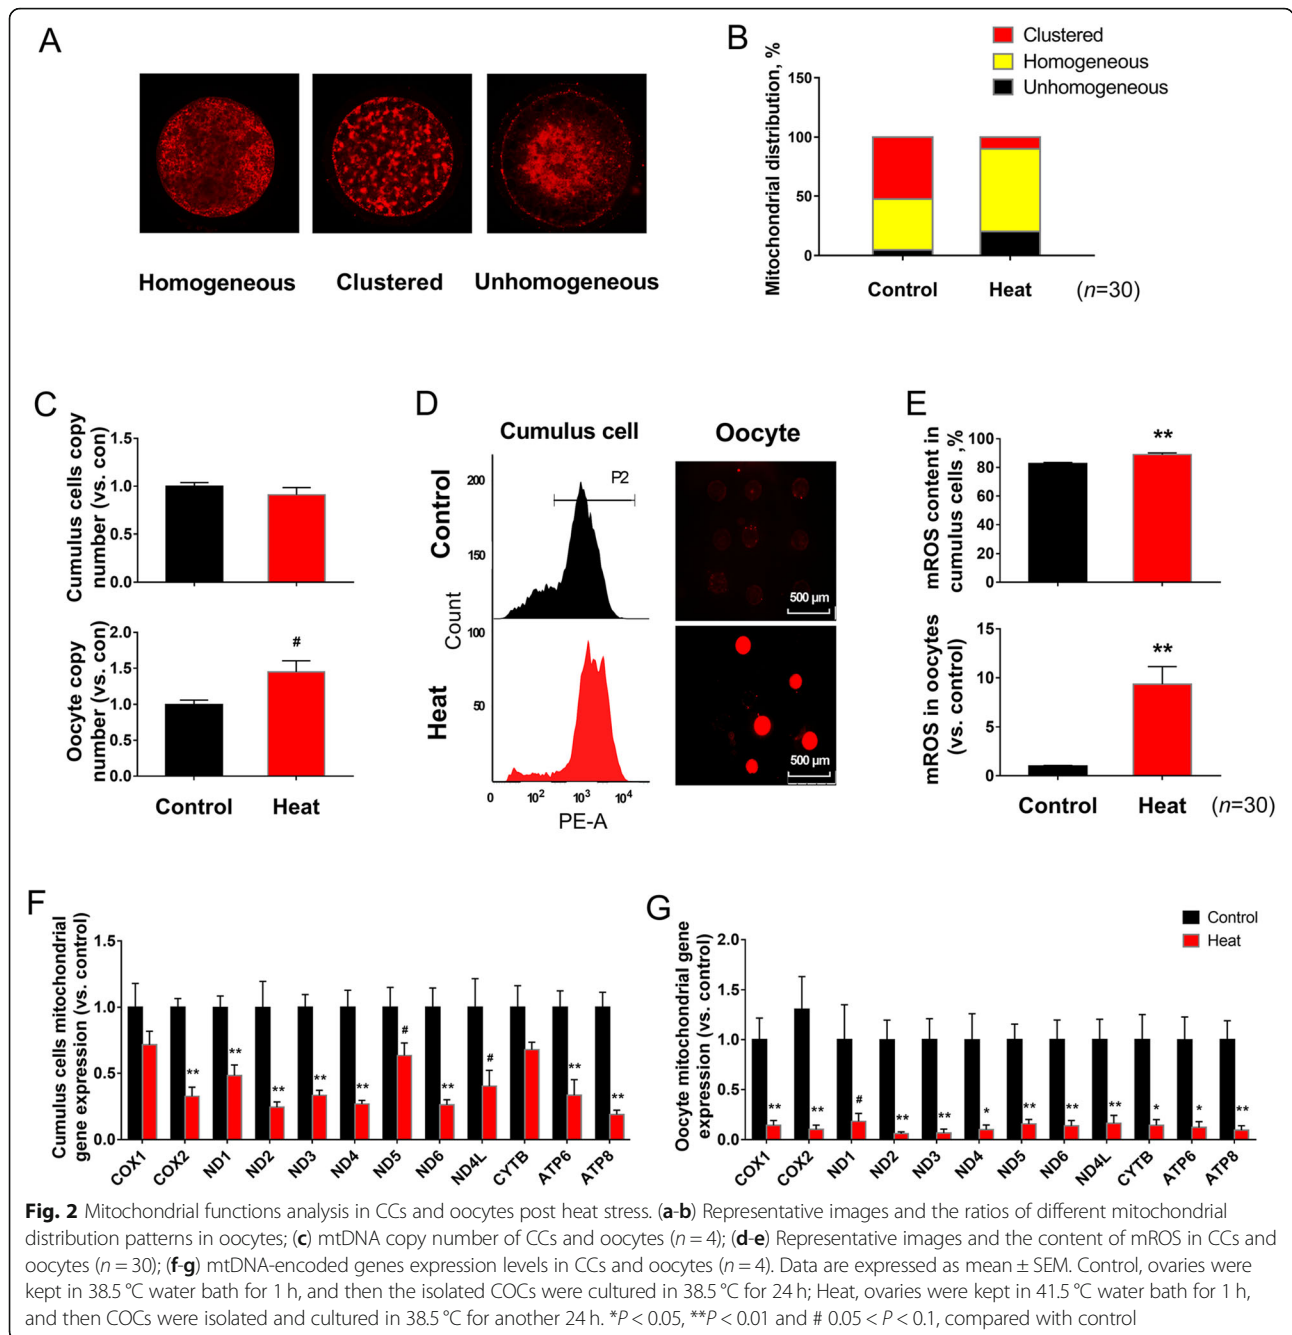 A
Homogeneous Clustered Unhomogeneous
B
Clustered
Homogeneous
Unhomogeneous
Mitochondrial distribution, %
150
100
50
0
Control Heat (n=30)
C
Cumulus cells copy
number (vs. con)
1.5
1.0
0.5
0.0
Oocyte copy
number (vs. con)
2.0
1.5
1.0
0.5
0.0
#
Control Heat
D
Cumulus cell Oocyte
Control
Heat
Count
200
150
P2
100
50
0 10² 10³ 10⁴
PE-A
500 µm
500 µm
E
mROS content in
cumulus cells ,%
100
80
60
40
20
0
**
mROS in oocytes
(vs. control)
15
10
5
0
**
Control Heat (n=30)
F
Cumulus cells mitochondrial
gene expression (vs. control)
1.5
1.0
0.5
0.0
** ** ** ** ** # ** # ** **
COX1 COX2 ND1 ND2 ND3 ND4 ND5 ND6 ND4L CYTB ATP6 ATP8
G
Control
Heat
Oocyte mitochondrial gene
expression (vs. control)
2.0
1.5
1.0
0.5
0.0
** ** # ** ** * ** ** ** * * **
COX1 COX2 ND1 ND2 ND3 ND4 ND5 ND6 ND4L CYTB ATP6 ATP8
Fig. 2 Mitochondrial functions analysis in CCs and oocytes post heat stress. (a-b) Representative images and the ratios of different mitochondrial
distribution patterns in oocytes; (c) mtDNA copy number of CCs and oocytes (n = 4); (d-e) Representative images and the content of mROS in CCs and
oocytes (n = 30); (f-g) mtDNA-encoded genes expression levels in CCs and oocytes (n = 4). Data are expressed as mean ± SEM. Control, ovaries were
kept in 38.5 °C water bath for 1 h, and then the isolated COCs were cultured in 38.5 °C for 24 h; Heat, ovaries were kept in 41.5 °C water bath for 1 h,
and then COCs were isolated and cultured in 38.5 °C for another 24 h. *P < 0.05, **P < 0.01 and # 0.05 < P < 0.1, compared with control